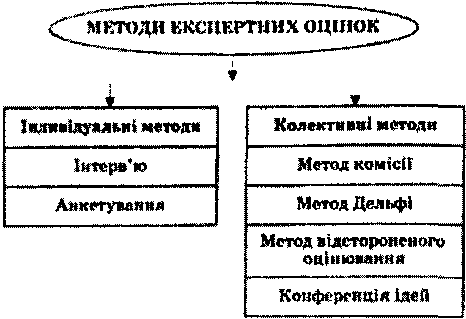 МЕТОДИ ЕКСПЕРТНИХ ОЦІНОК
Індивідуальні методи
Інтерв'ю
Анкетування
Колективні методи
Метод комісії
Метод Дельфі
Метод відстороненого
оцінювання
Конференція ідей